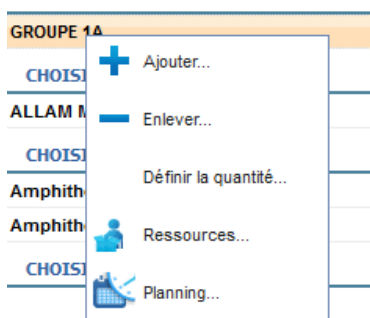 GROUPE 1A
Ajouter...
CHOIS
ALLAM
Enlever...
CHOIS
Définir la quantité...
Amphith
Amphith
Ressources...
CHOIS
Planning...